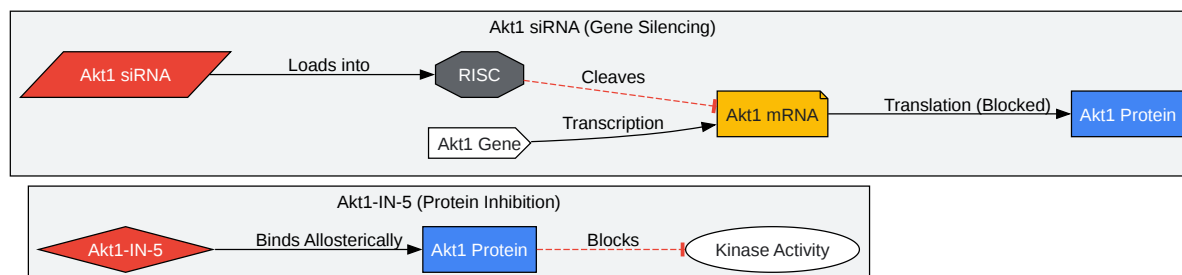 Akt1 siRNA (Gene Silencing)
Akt1 siRNA
Loads into
RISC
Cleaves
Akt1 Gene
Transcription
Akt1 mRNA
Translation (Blocked)
Akt1 Protein
Akt1-IN-5 (Protein Inhibition)
Akt1-IN-5
Binds Allosterically
Akt1 Protein
Blocks
Kinase Activity